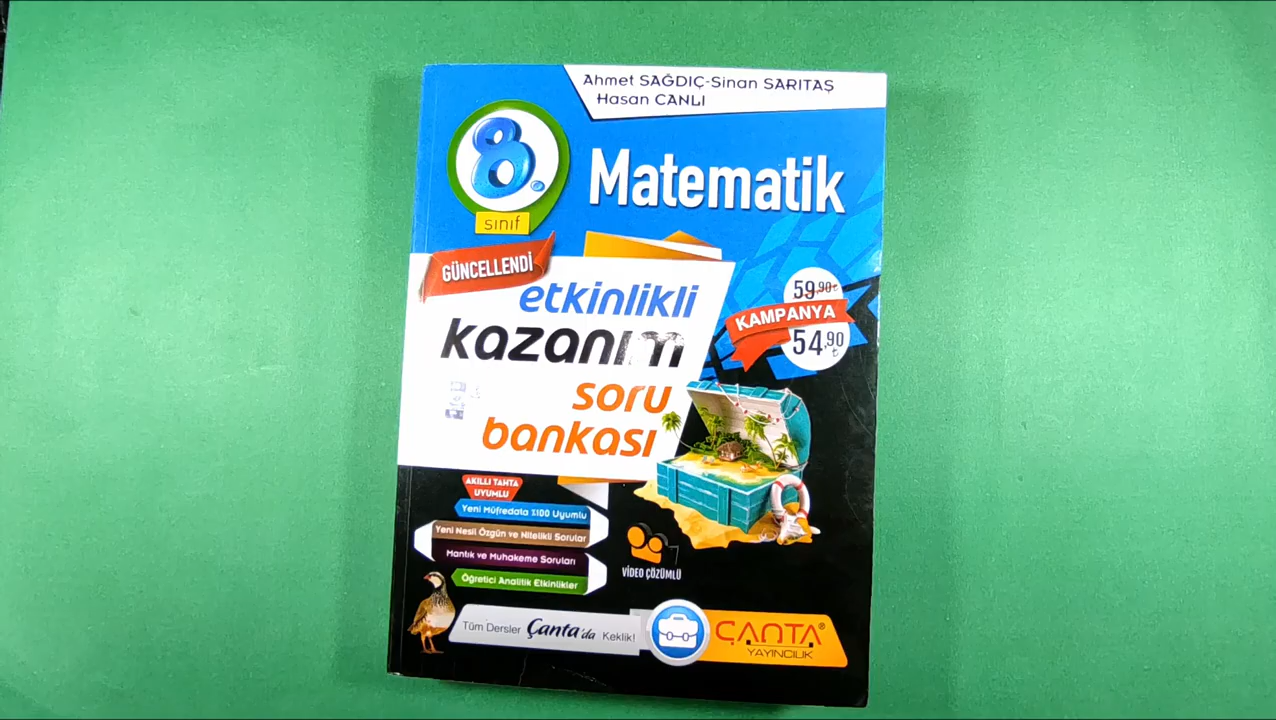 Ahmet SAĞDIÇ-Sinan SARITAŞ
Hasan CANLI
8.
sınıf
Matematik
GÜNCELLENDİ
etkinlikli
kazanım
soru
bankası
59,90₺
KAMPANYA
54,90₺
AKILLI TAHTA
UYUMLU
Yeni Müfredata %100 Uyumlu
Yeni Nesil Özgün ve Nitelikli Sorular
Mantık ve Muhakeme Soruları
Öğretici Analitik Etkinlikler
VİDEO ÇÖZÜMLÜ
Tüm Dersler Çanta'da Keklik!
ÇANTA®
YAYINCILIK